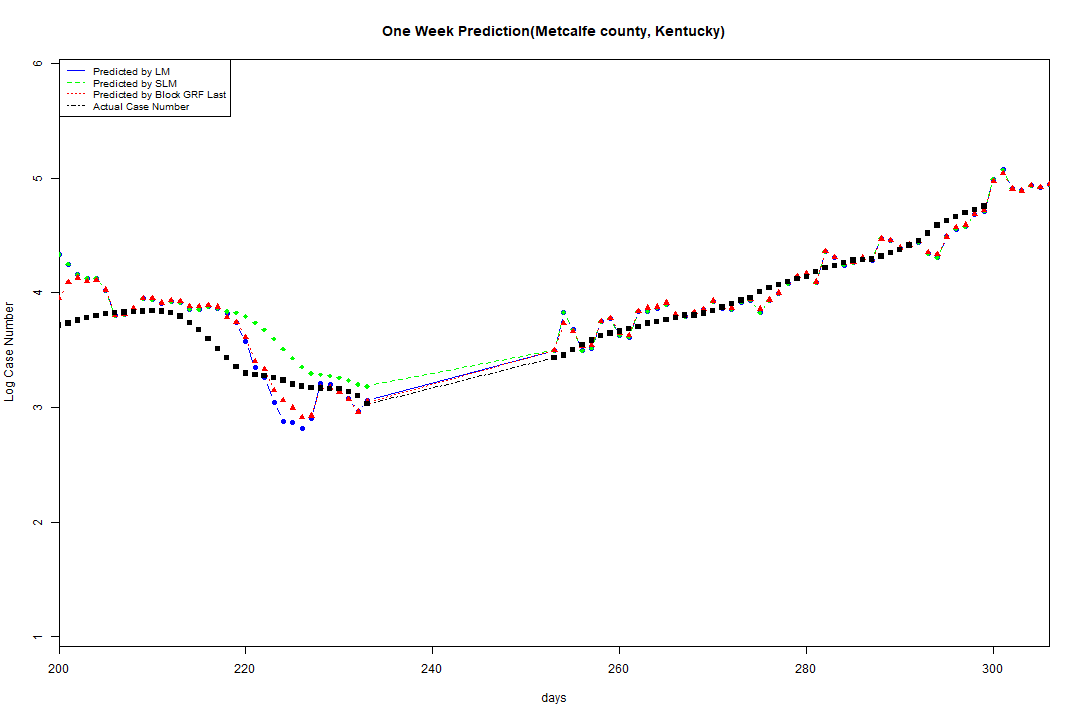 One Week Prediction(Metcalfe county, Kentucky)
Predicted by LM
Predicted by SLM
Predicted by Block GRF Last
Actual Case Number
6
5
4
3
2
1
Log Case Number
200 220 240 260 280 300
days